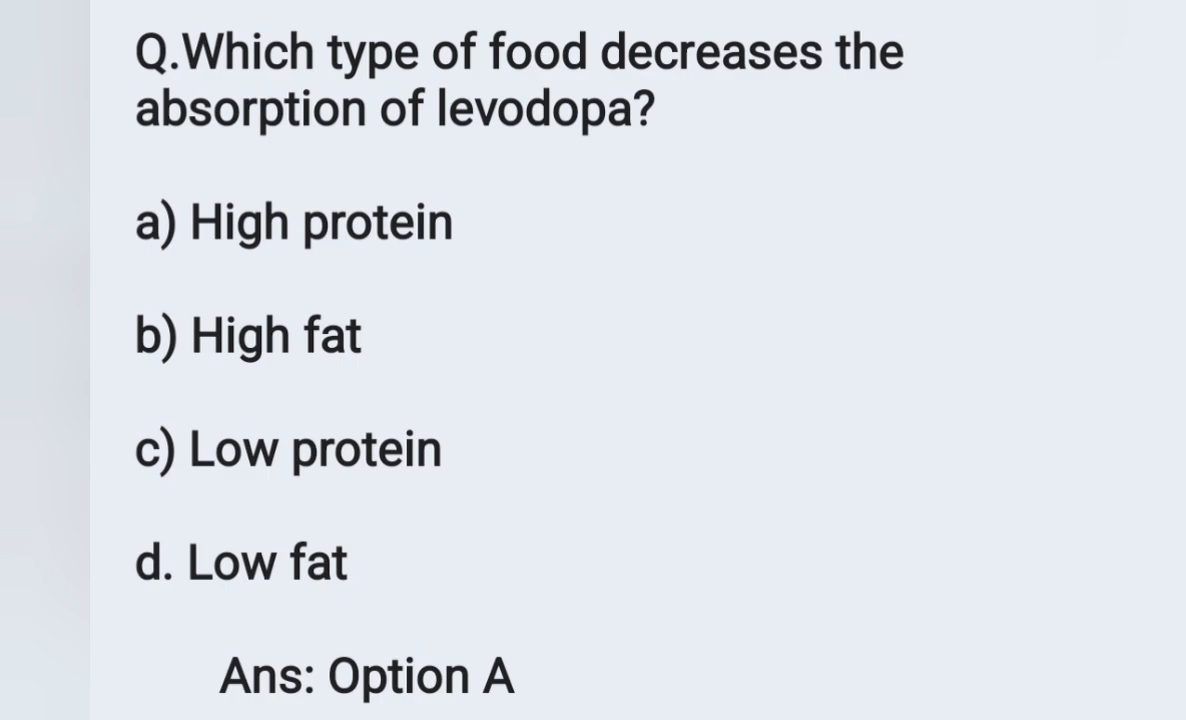 Q.Which type of food decreases the
absorption of levodopa?
a) High protein
b) High fat
c) Low protein
d. Low fat
Ans: Option A